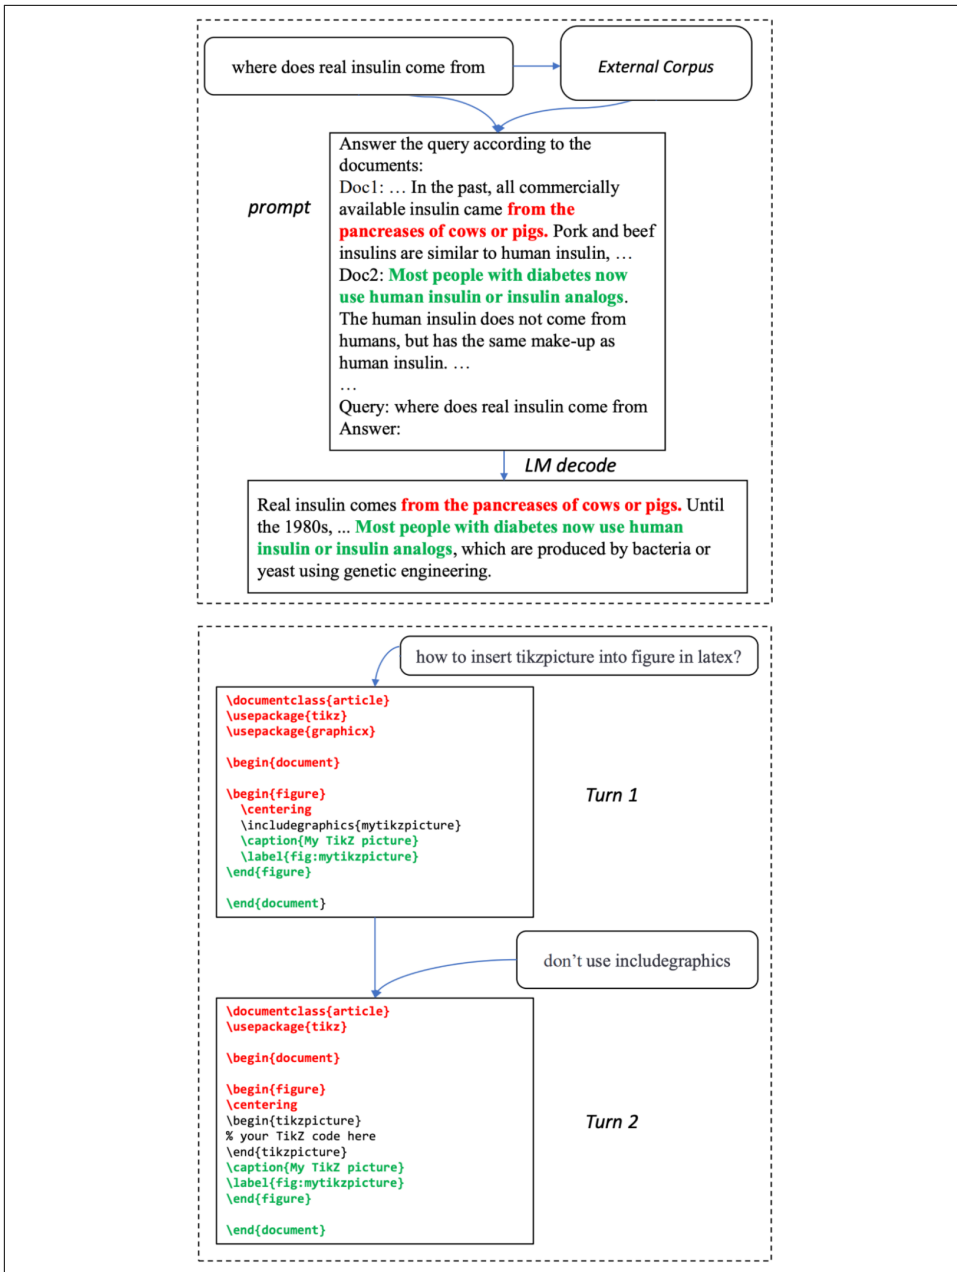 where does real insulin come from
External Corpus
Answer the query according to the
documents:
Doc1: … In the past, all commercially
available insulin came from the
pancreases of cows or pigs. Pork and beef
insulins are similar to human insulin, …
Doc2: Most people with diabetes now
use human insulin or insulin analogs.
The human insulin does not come from
humans, but has the same make-up as
human insulin. …
…
Query: where does real insulin come from
Answer:
prompt
LM decode
Real insulin comes from the pancreases of cows or pigs. Until
the 1980s, ... Most people with diabetes now use human
insulin or insulin analogs, which are produced by bacteria or
yeast using genetic engineering.
how to insert tikzpicture into figure in latex?
\documentclass{article}
\usepackage{tikz}
\usepackage{graphicx}
\begin{document}
\begin{figure}
\centering
\includegraphics{mytikzpicture}
\caption{My TikZ picture}
\label{fig:mytikzpicture}
\end{figure}
\end{document}
Turn 1
don’t use includegraphics
\documentclass{article}
\usepackage{tikz}
\begin{document}
\begin{figure}
\centering
\begin{tikzpicture}
% your TikZ code here
\end{tikzpicture}
\caption{My TikZ picture}
\label{fig:mytikzpicture}
\end{figure}
\end{document}
Turn 2